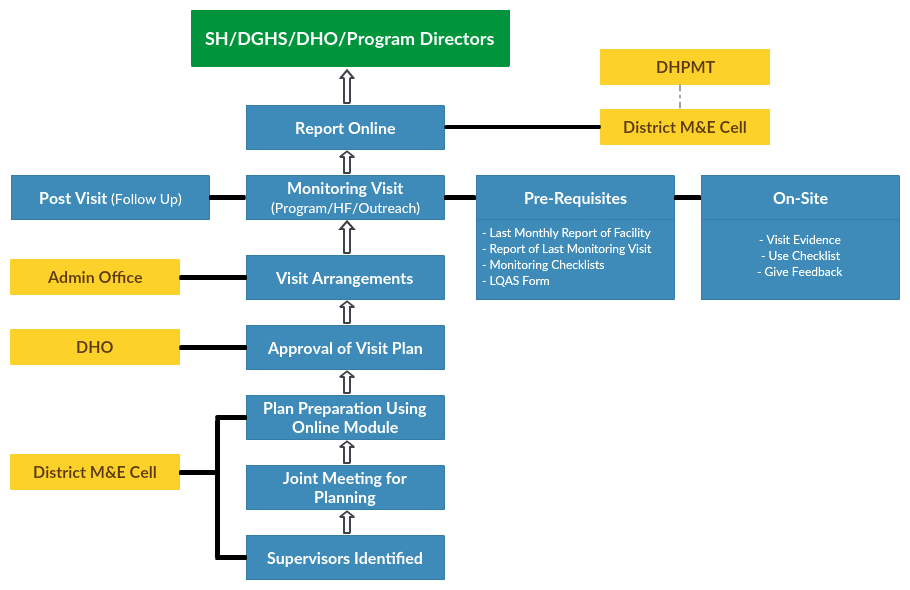 SH/DGHS/DHO/Program Directors
DHPMT
Report Online
District M&E Cell
Post Visit (Follow Up)
Monitoring Visit
(Program/HF/Outreach)
Pre-Requisites
- Last Monthly Report of Facility
- Report of Last Monitoring Visit
- Monitoring Checklists
- LQAS Form
On-Site
- Visit Evidence
- Use Checklist
- Give Feedback
Admin Office
Visit Arrangements
DHO
Approval of Visit Plan
Plan Preparation Using
Online Module
District M&E Cell
Joint Meeting for
Planning
Supervisors Identified